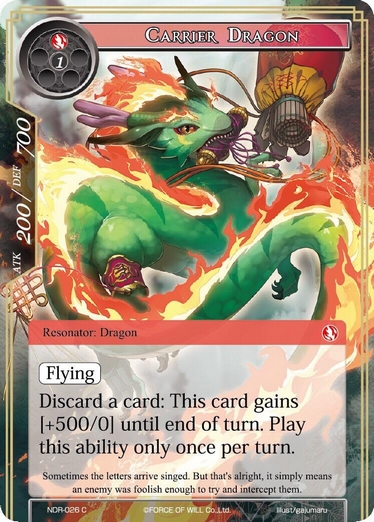 Carrier Dragon
1
ATK 200 / DEF 700
Resonator: Dragon
Flying
Discard a card: This card gains
[+500/0] until end of turn. Play
this ability only once per turn.
Sometimes the letters arrive singed. But that's alright, it simply means
an enemy was foolish enough to try and intercept them.
NDR-026 C
©FORCE OF WILL Co.,Ltd.
Illust/gajumaru